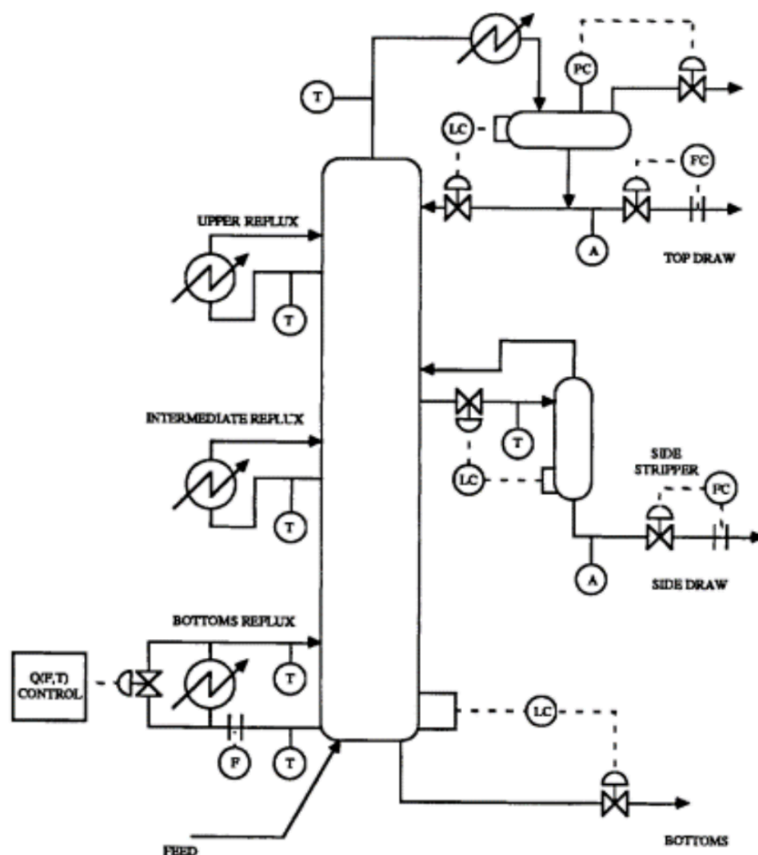 PC
T
LC
FC
UPPER REFLUX
A
TOP DRAW
T
INTERMEDIATE REFLUX
T
SIDE
STRIPPER
LC
FC
T
A
SIDE DRAW
BOTTOMS REFLUX
Q(F,T)
CONTROL
T
LC
F
T
FEED
BOTTOMS